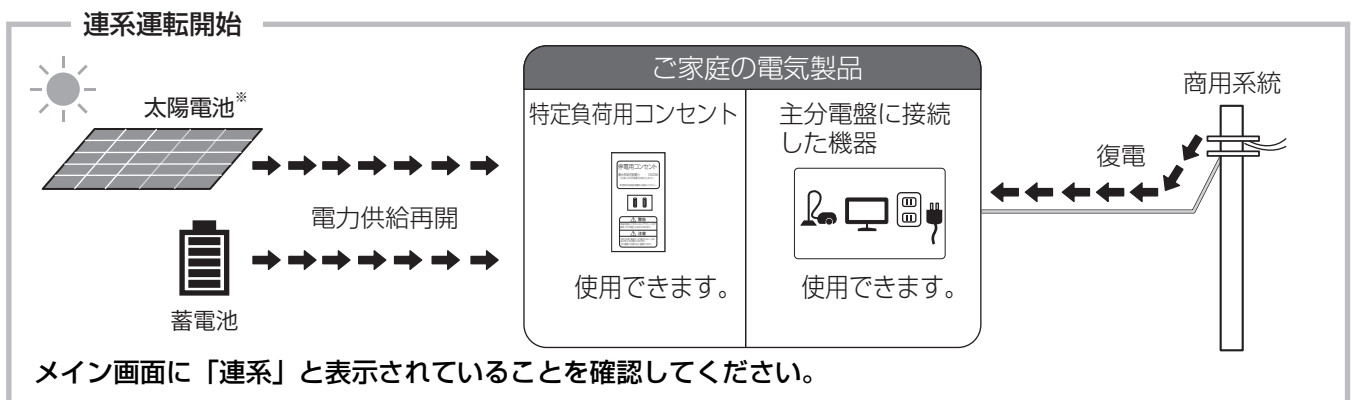 連系運転開始
太陽電池※
電力供給再開
蓄電池
ご家庭の電気製品
特定負荷用コンセント
使用できます。
主分電盤に接続
した機器
使用できます。
復電
商用系統
メイン画面に「連系」と表示されていることを確認してください。